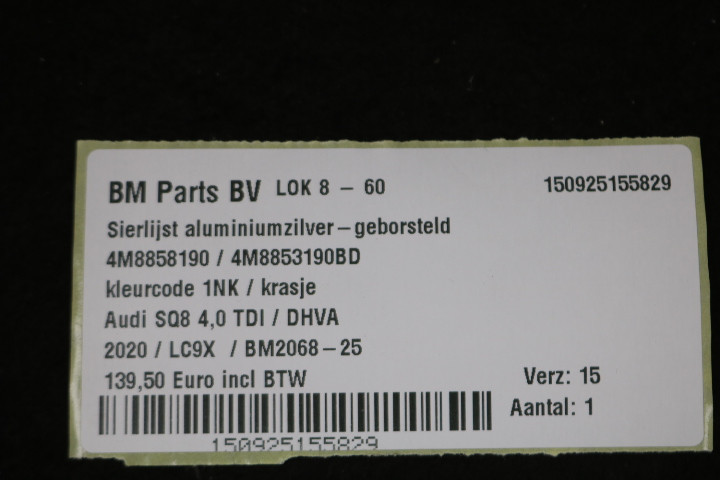 BM Parts BV LOK 8 – 60 150925155829
Sierlijst aluminiumzilver–geborsteld
4M8858190 / 4M8853190BD
kleurcode 1NK / krasje
Audi SQ8 4,0 TDI / DHVA
2020 / LC9X / BM2068–25
139,50 Euro incl BTW Verz: 15
Aantal: 1
150925155829